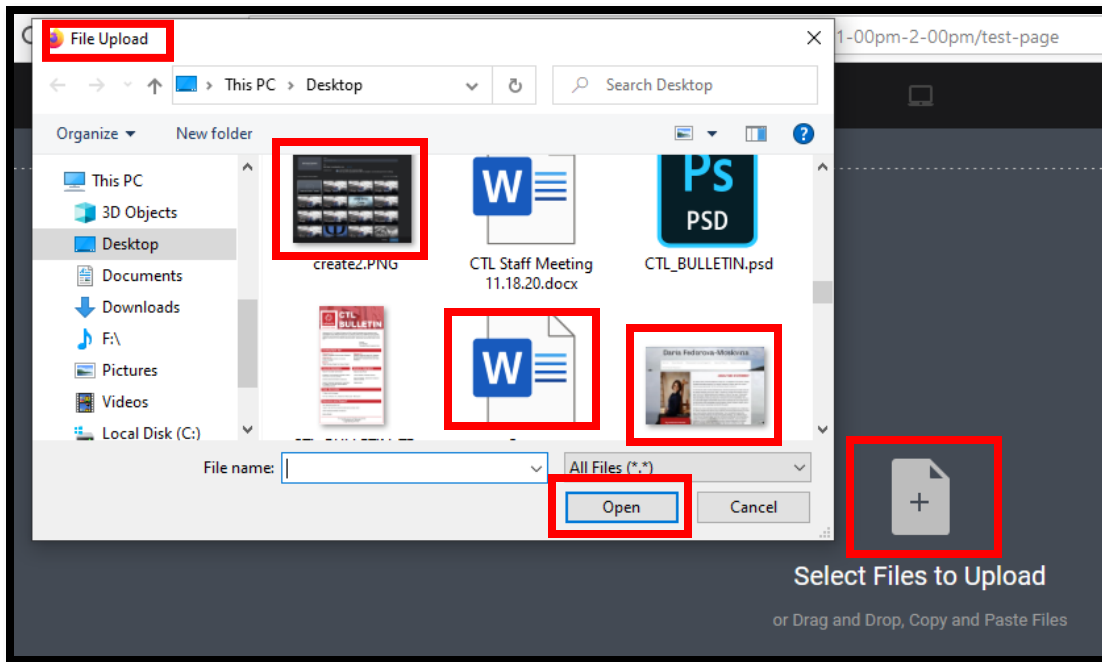 File Upload
1-00pm-2-00pm/test-page
This PC > Desktop
Search Desktop
Organize
New folder
?
This PC
3D Objects
Desktop
Documents
Downloads
F:\
Pictures
Videos
Local Disk (C:)
create2.PNG
W
CTL Staff Meeting
11.18.20.docx
Ps
PSD
CTL_BULLETIN.psd
CTL
BULLETIN
W
Daria Fedorova-Moskvina
File name:
All Files (*.*)
Open
Cancel
Select Files to Upload
or Drag and Drop, Copy and Paste Files